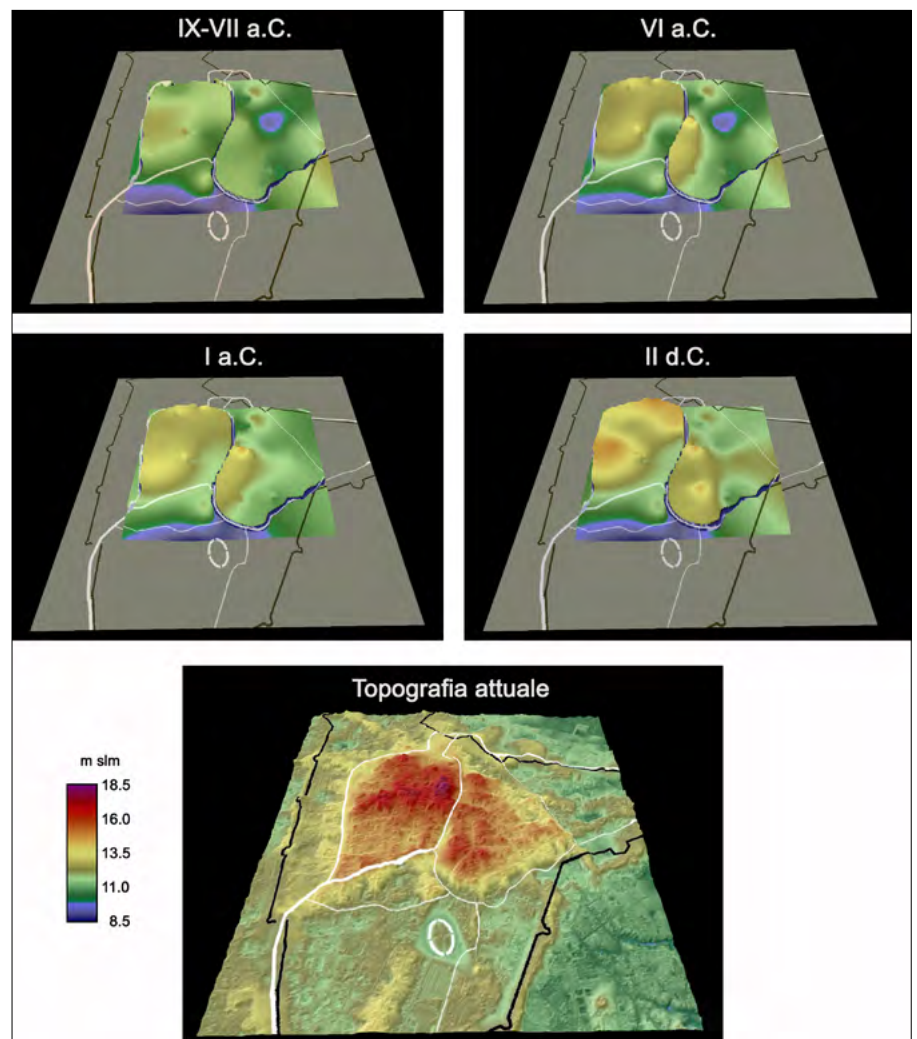 IX-VII a.C.
VI a.C.
I a.C.
II d.C.
Topografia attuale
m slm
18.5
16.0
13.5
11.0
8.5